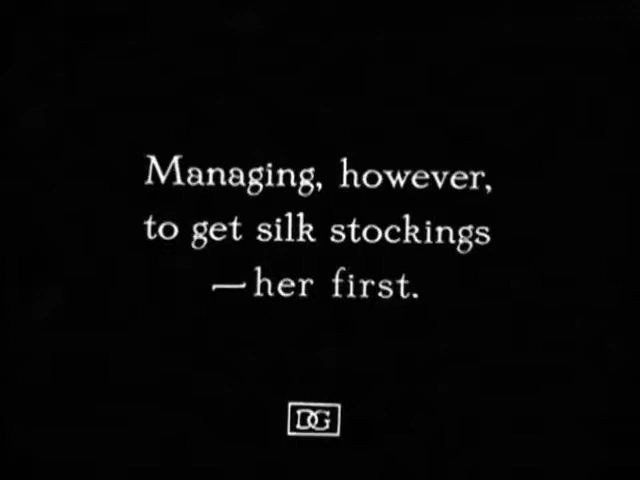 Managing, however,
to get silk stockings
—her first.
DG